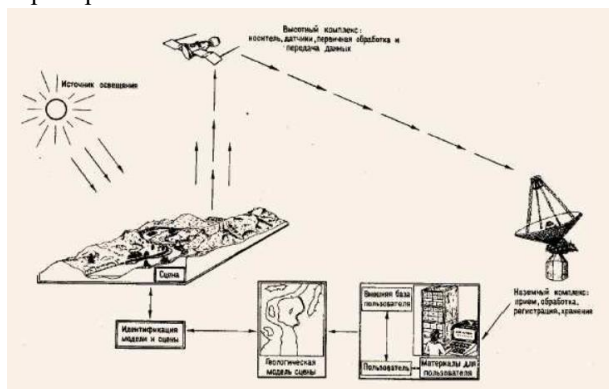 Высотный комплекс:
носитель, датчики, первичная обработка и
передача данных
Источник освещения
Сцена
Наземный комплекс:
прием, обработка,
регистрация, хранение
Внешняя база
пользователя
Пользователь
Материалы для
пользователя
Геологическая
модель сцены
Идентификация
модели и сцены